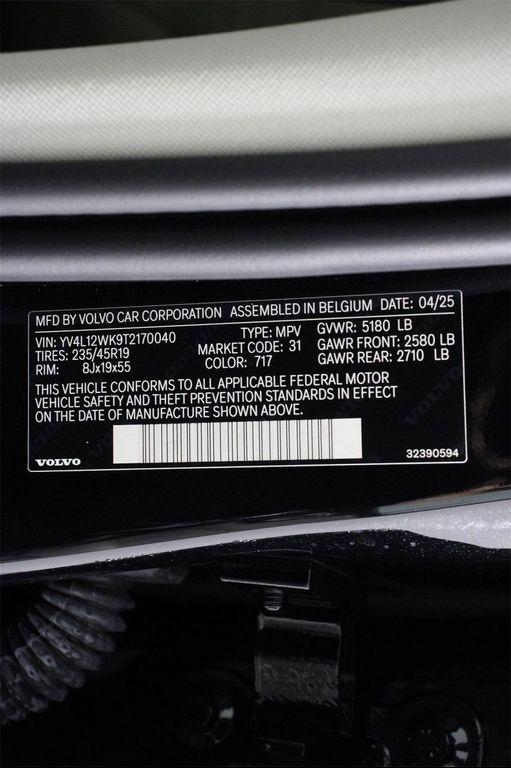 MFD BY VOLVO CAR CORPORATION ASSEMBLED IN BELGIUM DATE: 04/25
VIN: YV4L12WK9T2170040 TYPE: MPV GVWR: 5180 LB
TIRES: 235/45R19 MARKET CODE: 31 GAWR FRONT: 2580 LB
RIM: 8Jx19x55 COLOR: 717 GAWR REAR: 2710 LB
THIS VEHICLE CONFORMS TO ALL APPLICABLE FEDERAL MOTOR
VEHICLE SAFETY AND THEFT PREVENTION STANDARDS IN EFFECT
ON THE DATE OF MANUFACTURE SHOWN ABOVE.
VOLVO 32390594